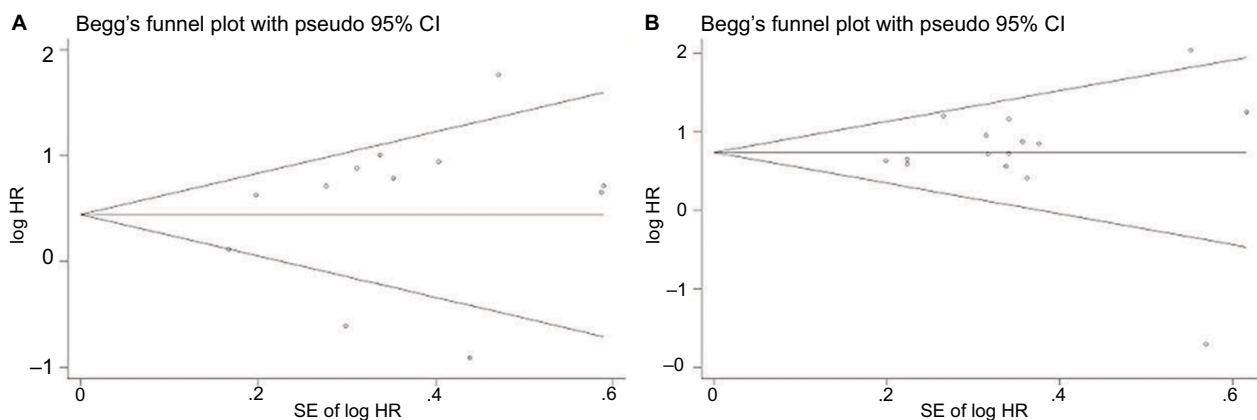 A Begg's funnel plot with pseudo 95% CI
2
1
0
–1
log HR
0 .2 .4 .6
SE of log HR
B Begg's funnel plot with pseudo 95% CI
2
1
0
–1
–0
log HR
0 .2 .4 .6
SE of log HR